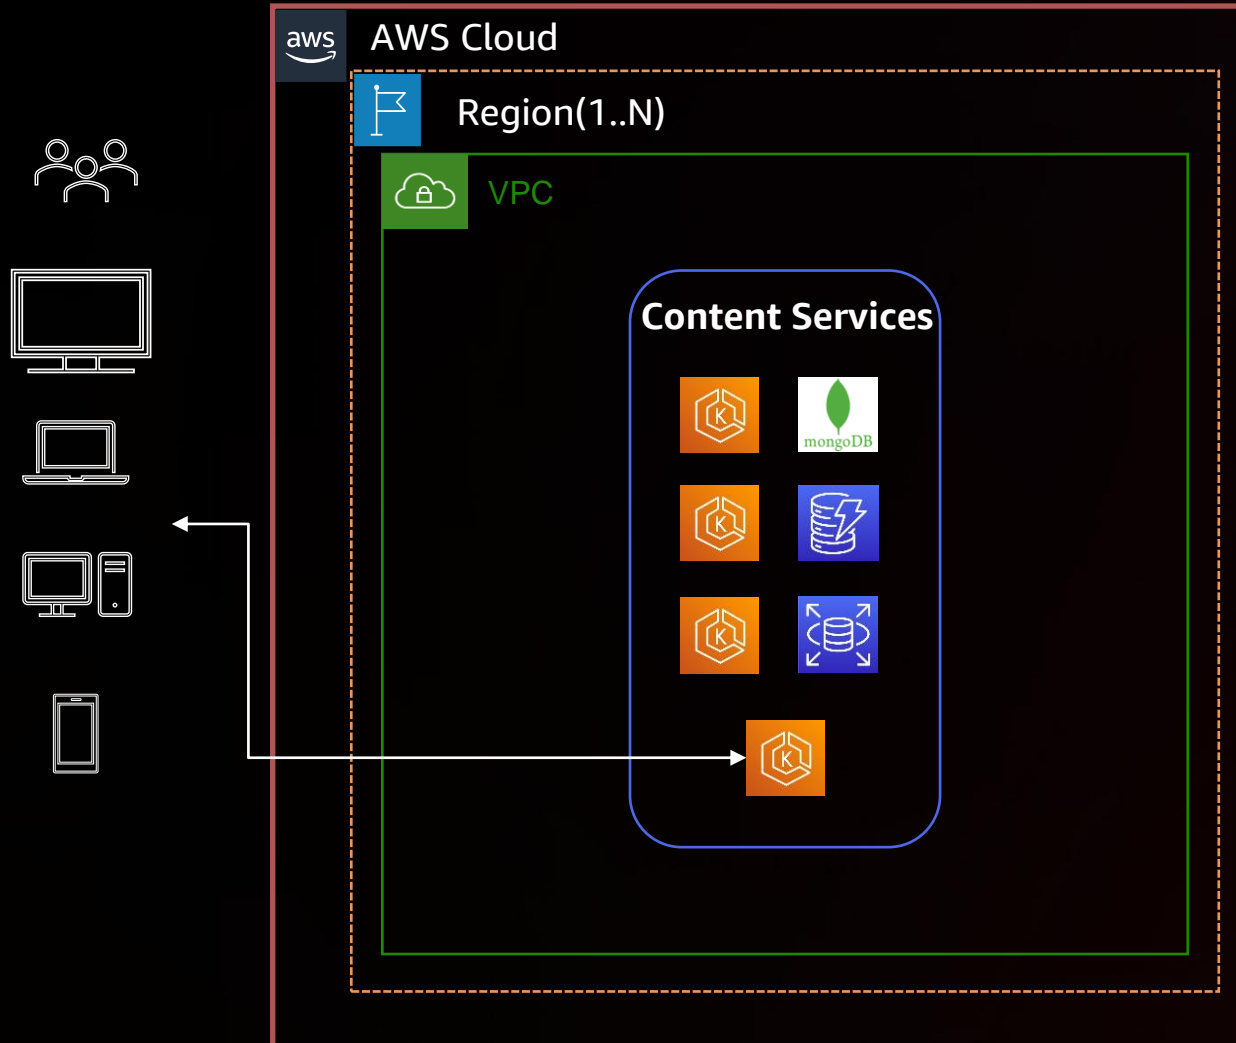 aws
AWS Cloud
Region(1..N)
VPC
Content Services
K
mongoDB
K
K
K